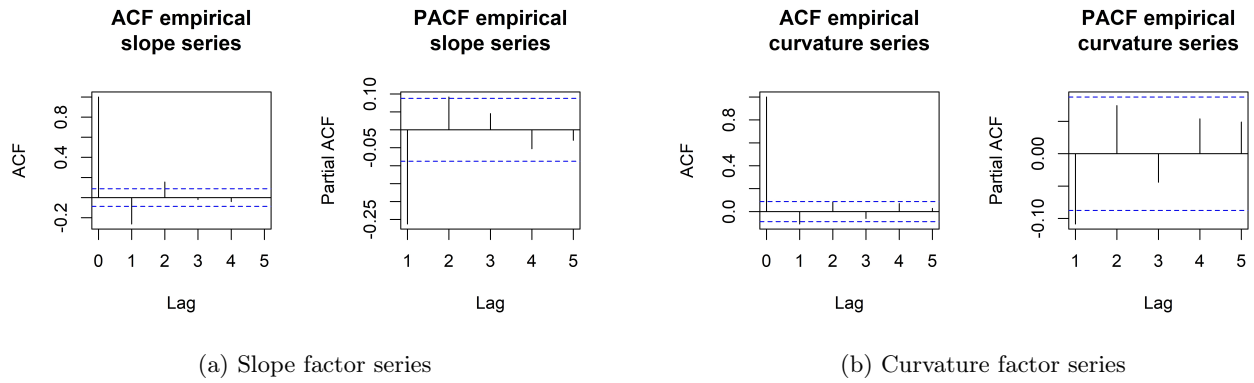 ACF empirical
slope series
ACF
0.8
0.4
-0.2
0 1 2 3 4 5
Lag
PACF empirical
slope series
Partial ACF
0.10
-0.05
-0.25
1 2 3 4 5
Lag
(a) Slope factor series
ACF empirical
curvature series
ACF
0.8
0.4
0.0
0 1 2 3 4 5
Lag
PACF empirical
curvature series
Partial ACF
0.00
-0.10
1 2 3 4 5
Lag
(b) Curvature factor series